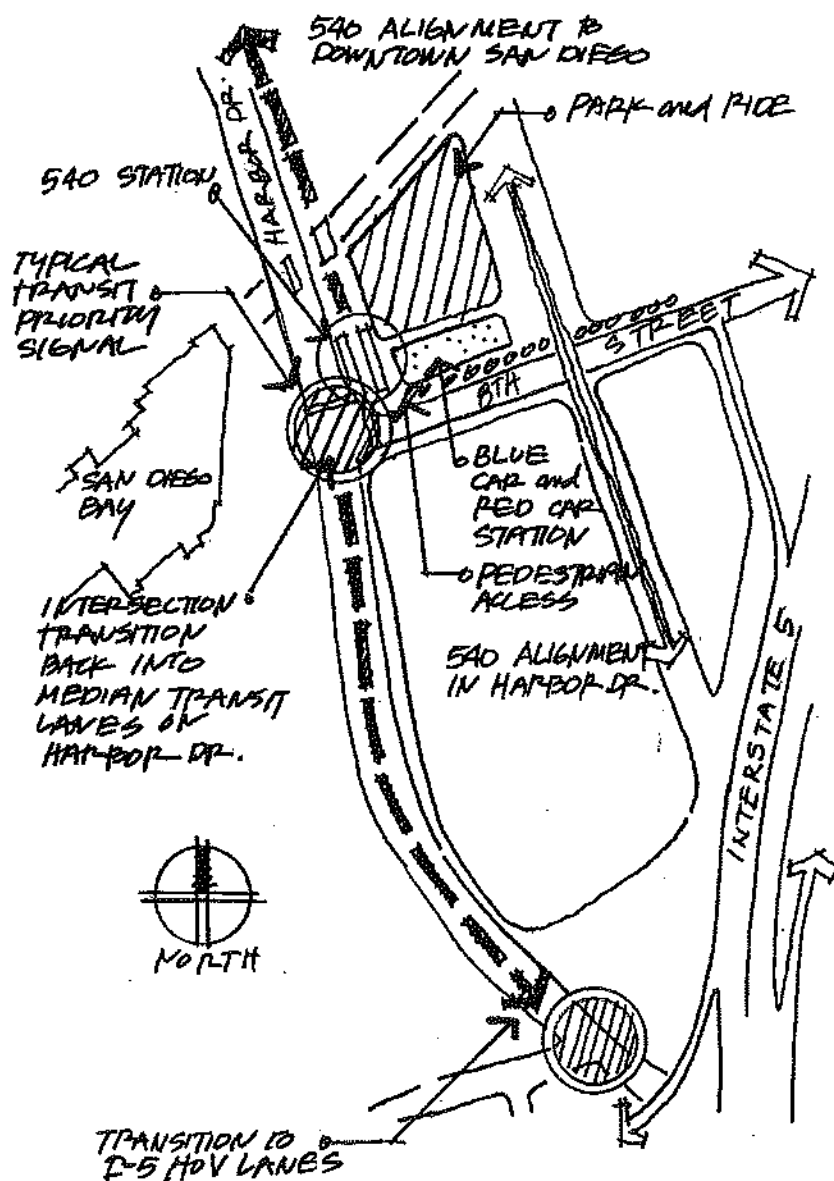 540 ALIGNMENT to
DOWNTOWN SAN DIEGO
HARBOR DR.
PARK and RIDE
540 STATION
TYPICAL
TRANSIT
PRIORITY
SIGNAL
8TH STREET
SAN DIEGO
BAY
BLUE
CAR and
RED CAR
STATION
PEDESTRIAN
ACCESS
INTERSECTION
TRANSITION
BACK INTO
MEDIAN TRANSIT
LANES ON
HARBOR DR.
540 ALIGNMENT
IN HARBOR DR.
INTERSTATE 5
NORTH
TRANSITION to
I-5 HOV LANES